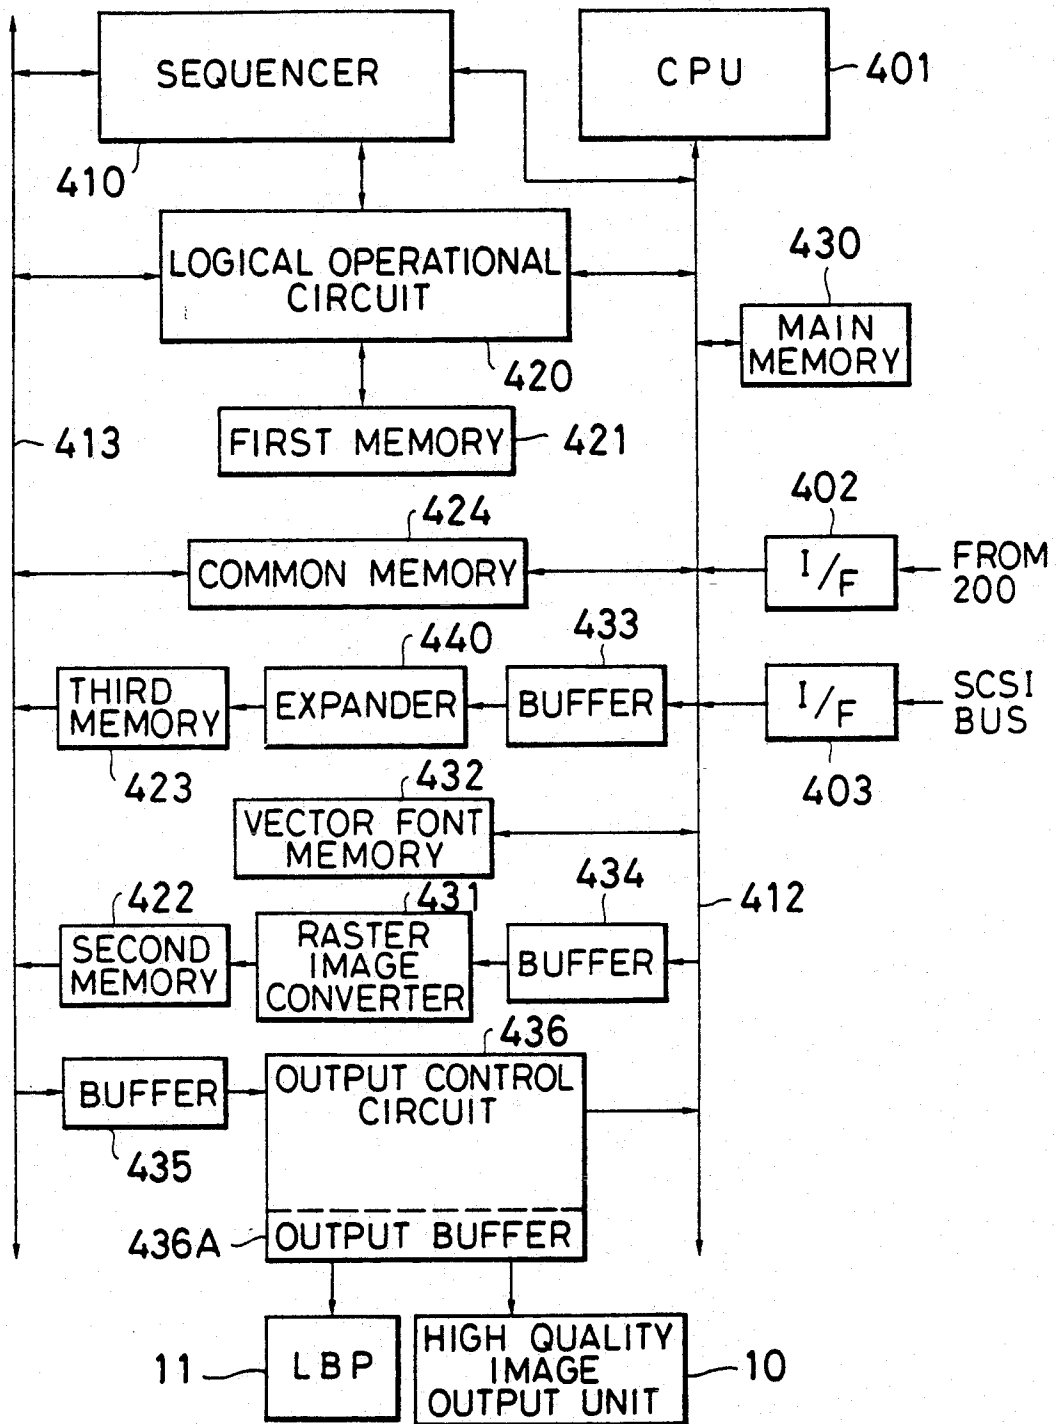 SEQUENCER
CPU
401
410
LOGICAL OPERATIONAL
CIRCUIT
430
MAIN
MEMORY
420
413
FIRST MEMORY
421
424
402
COMMON MEMORY
I/F
FROM
200
440
433
THIRD
MEMORY
EXPANDER
BUFFER
I/F
SCSI
BUS
423
432
403
VECTOR FONT
MEMORY
422
431
434
412
SECOND
MEMORY
RASTER
IMAGE
CONVERTER
BUFFER
436
BUFFER
OUTPUT CONTROL
CIRCUIT
435
436A
OUTPUT BUFFER
11
LBP
HIGH QUALITY
IMAGE
OUTPUT UNIT
10